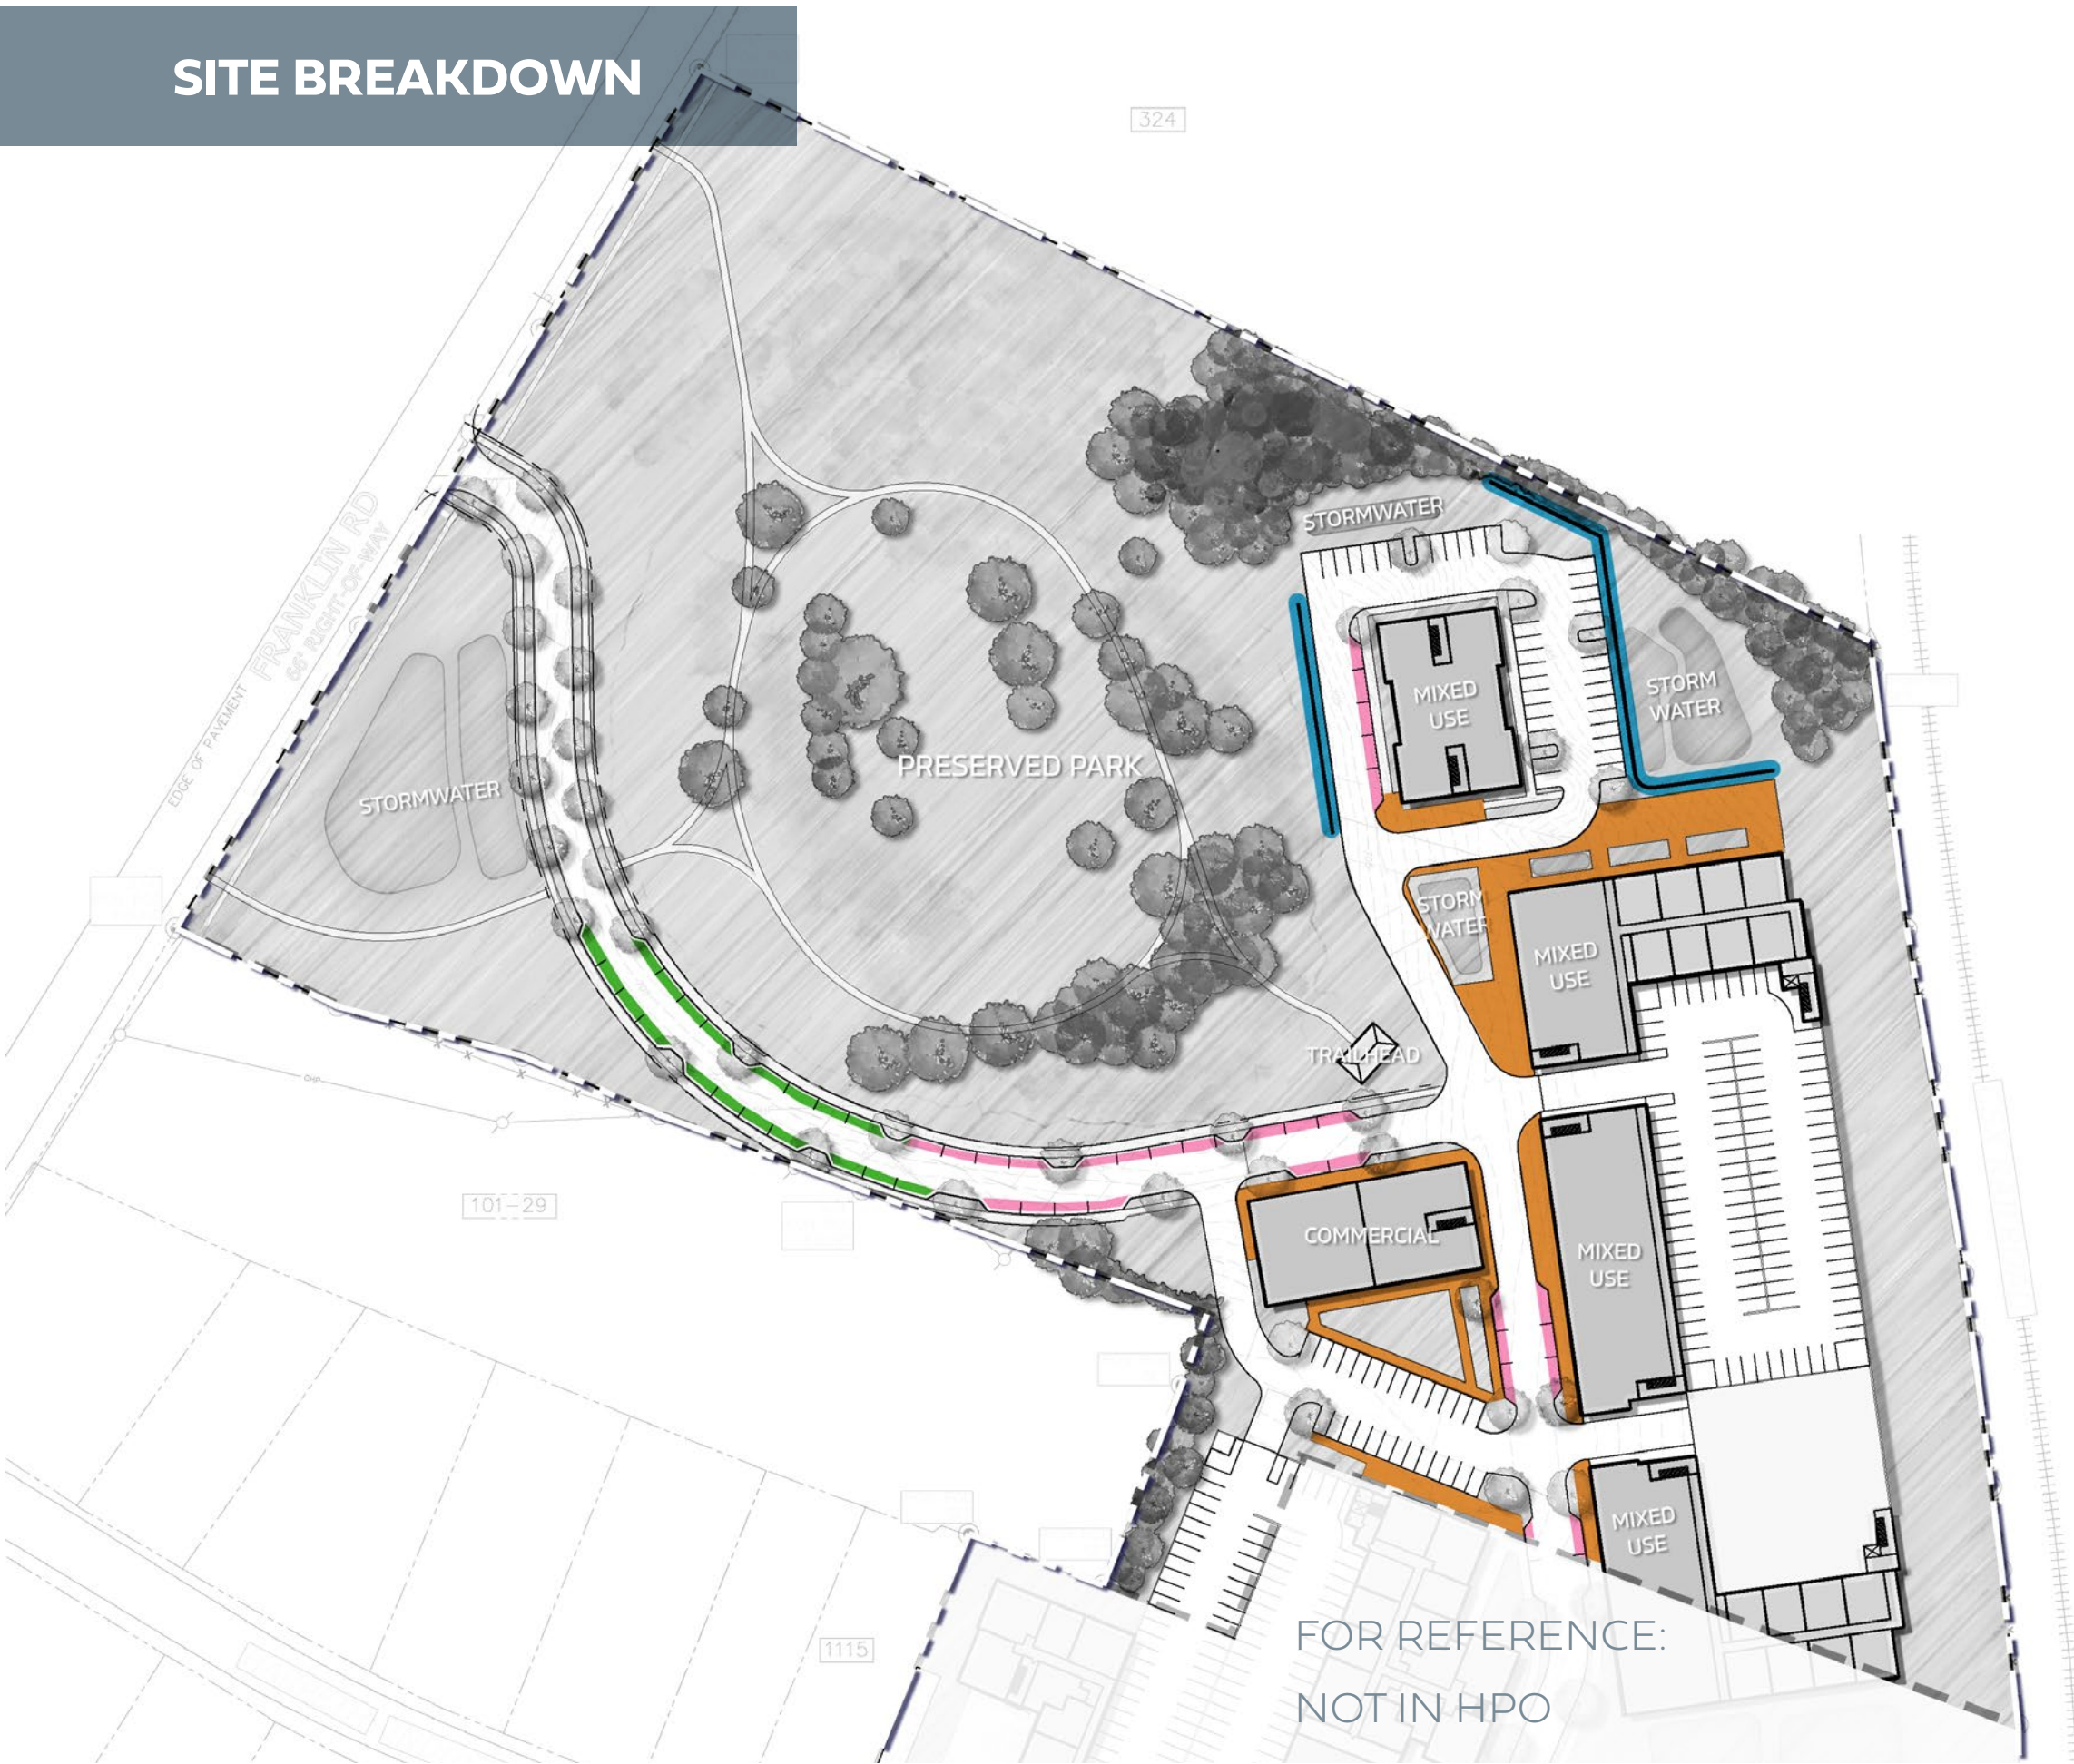 SITE BREAKDOWN
324
FRANKLIN RD
66' RIGHT-OF-WAY
EDGE OF PAVEMENT
STORMWATER
STORMWATER
PRESERVED PARK
MIXED
USE
STORM
WATER
STORM
WATER
MIXED
USE
TRAILHEAD
OHP
101-29
COMMERCIAL
MIXED
USE
MIXED
USE
1115
FOR REFERENCE:
NOT IN HPO